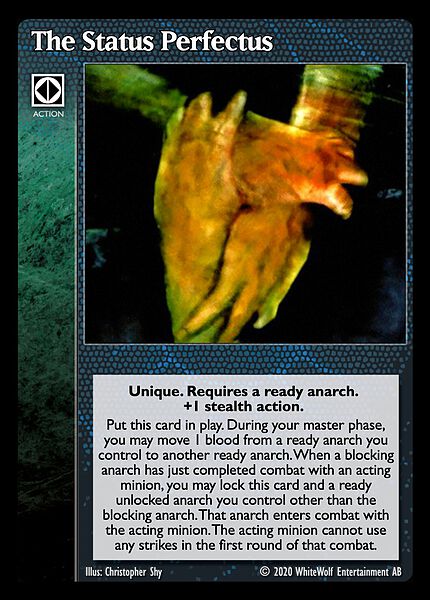 The Status Perfectus
ACTION
Unique. Requires a ready anarch.
+1 stealth action.
Put this card in play. During your master phase,
you may move 1 blood from a ready anarch you
control to another ready anarch. When a blocking
anarch has just completed combat with an acting
minion, you may lock this card and a ready
unlocked anarch you control other than the
blocking anarch. That anarch enters combat with
the acting minion. The acting minion cannot use
any strikes in the first round of that combat.
Illus: Christopher Shy © 2020 WhiteWolf Entertainment AB